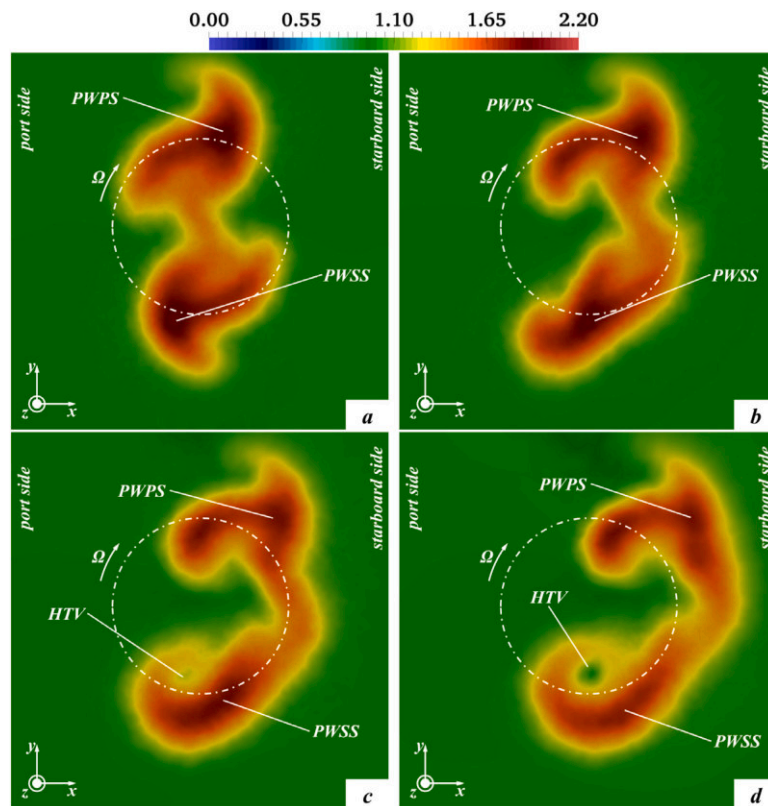 0.00 0.55 1.10 1.65 2.20
port side
PWPS
Ω
PWSS
starboard side
y
z
x
a
port side
PWPS
Ω
PWSS
starboard side
y
z
x
b
port side
PWPS
Ω
HTV
PWSS
starboard side
y
z
x
c
port side
PWPS
Ω
HTV
PWSS
starboard side
y
z
x
d